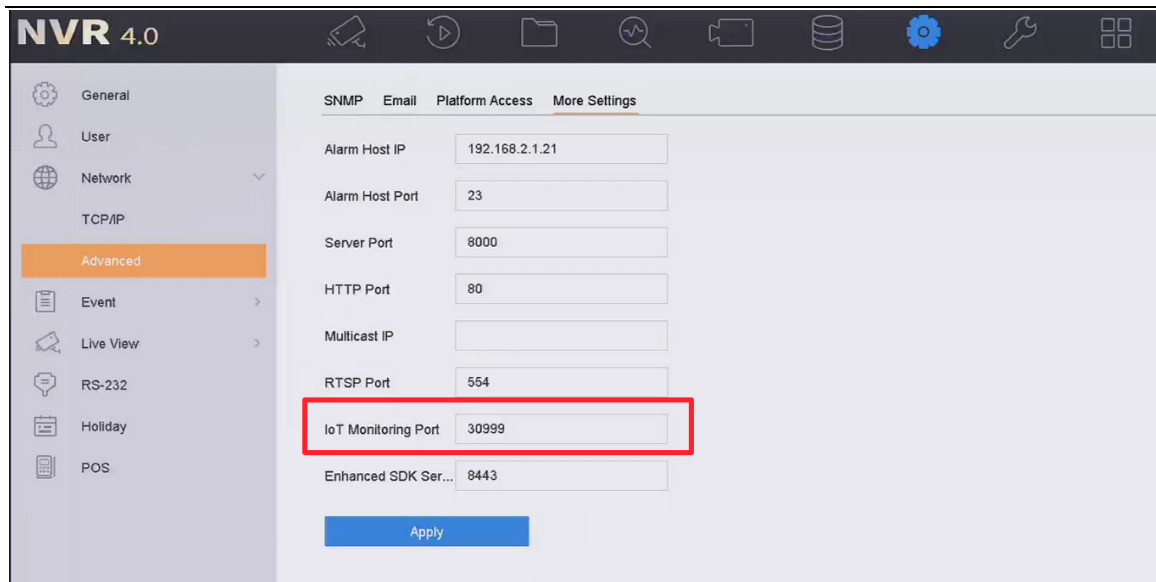 NVR 4.0
General
User
Network
TCP/IP
Advanced
Event
Live View
RS-232
Holiday
POS
SNMP Email Platform Access More Settings
Alarm Host IP 192.168.2.1.21
Alarm Host Port 23
Server Port 8000
HTTP Port 80
Multicast IP
RTSP Port 554
IoT Monitoring Port 30999
Enhanced SDK Ser... 8443
Apply